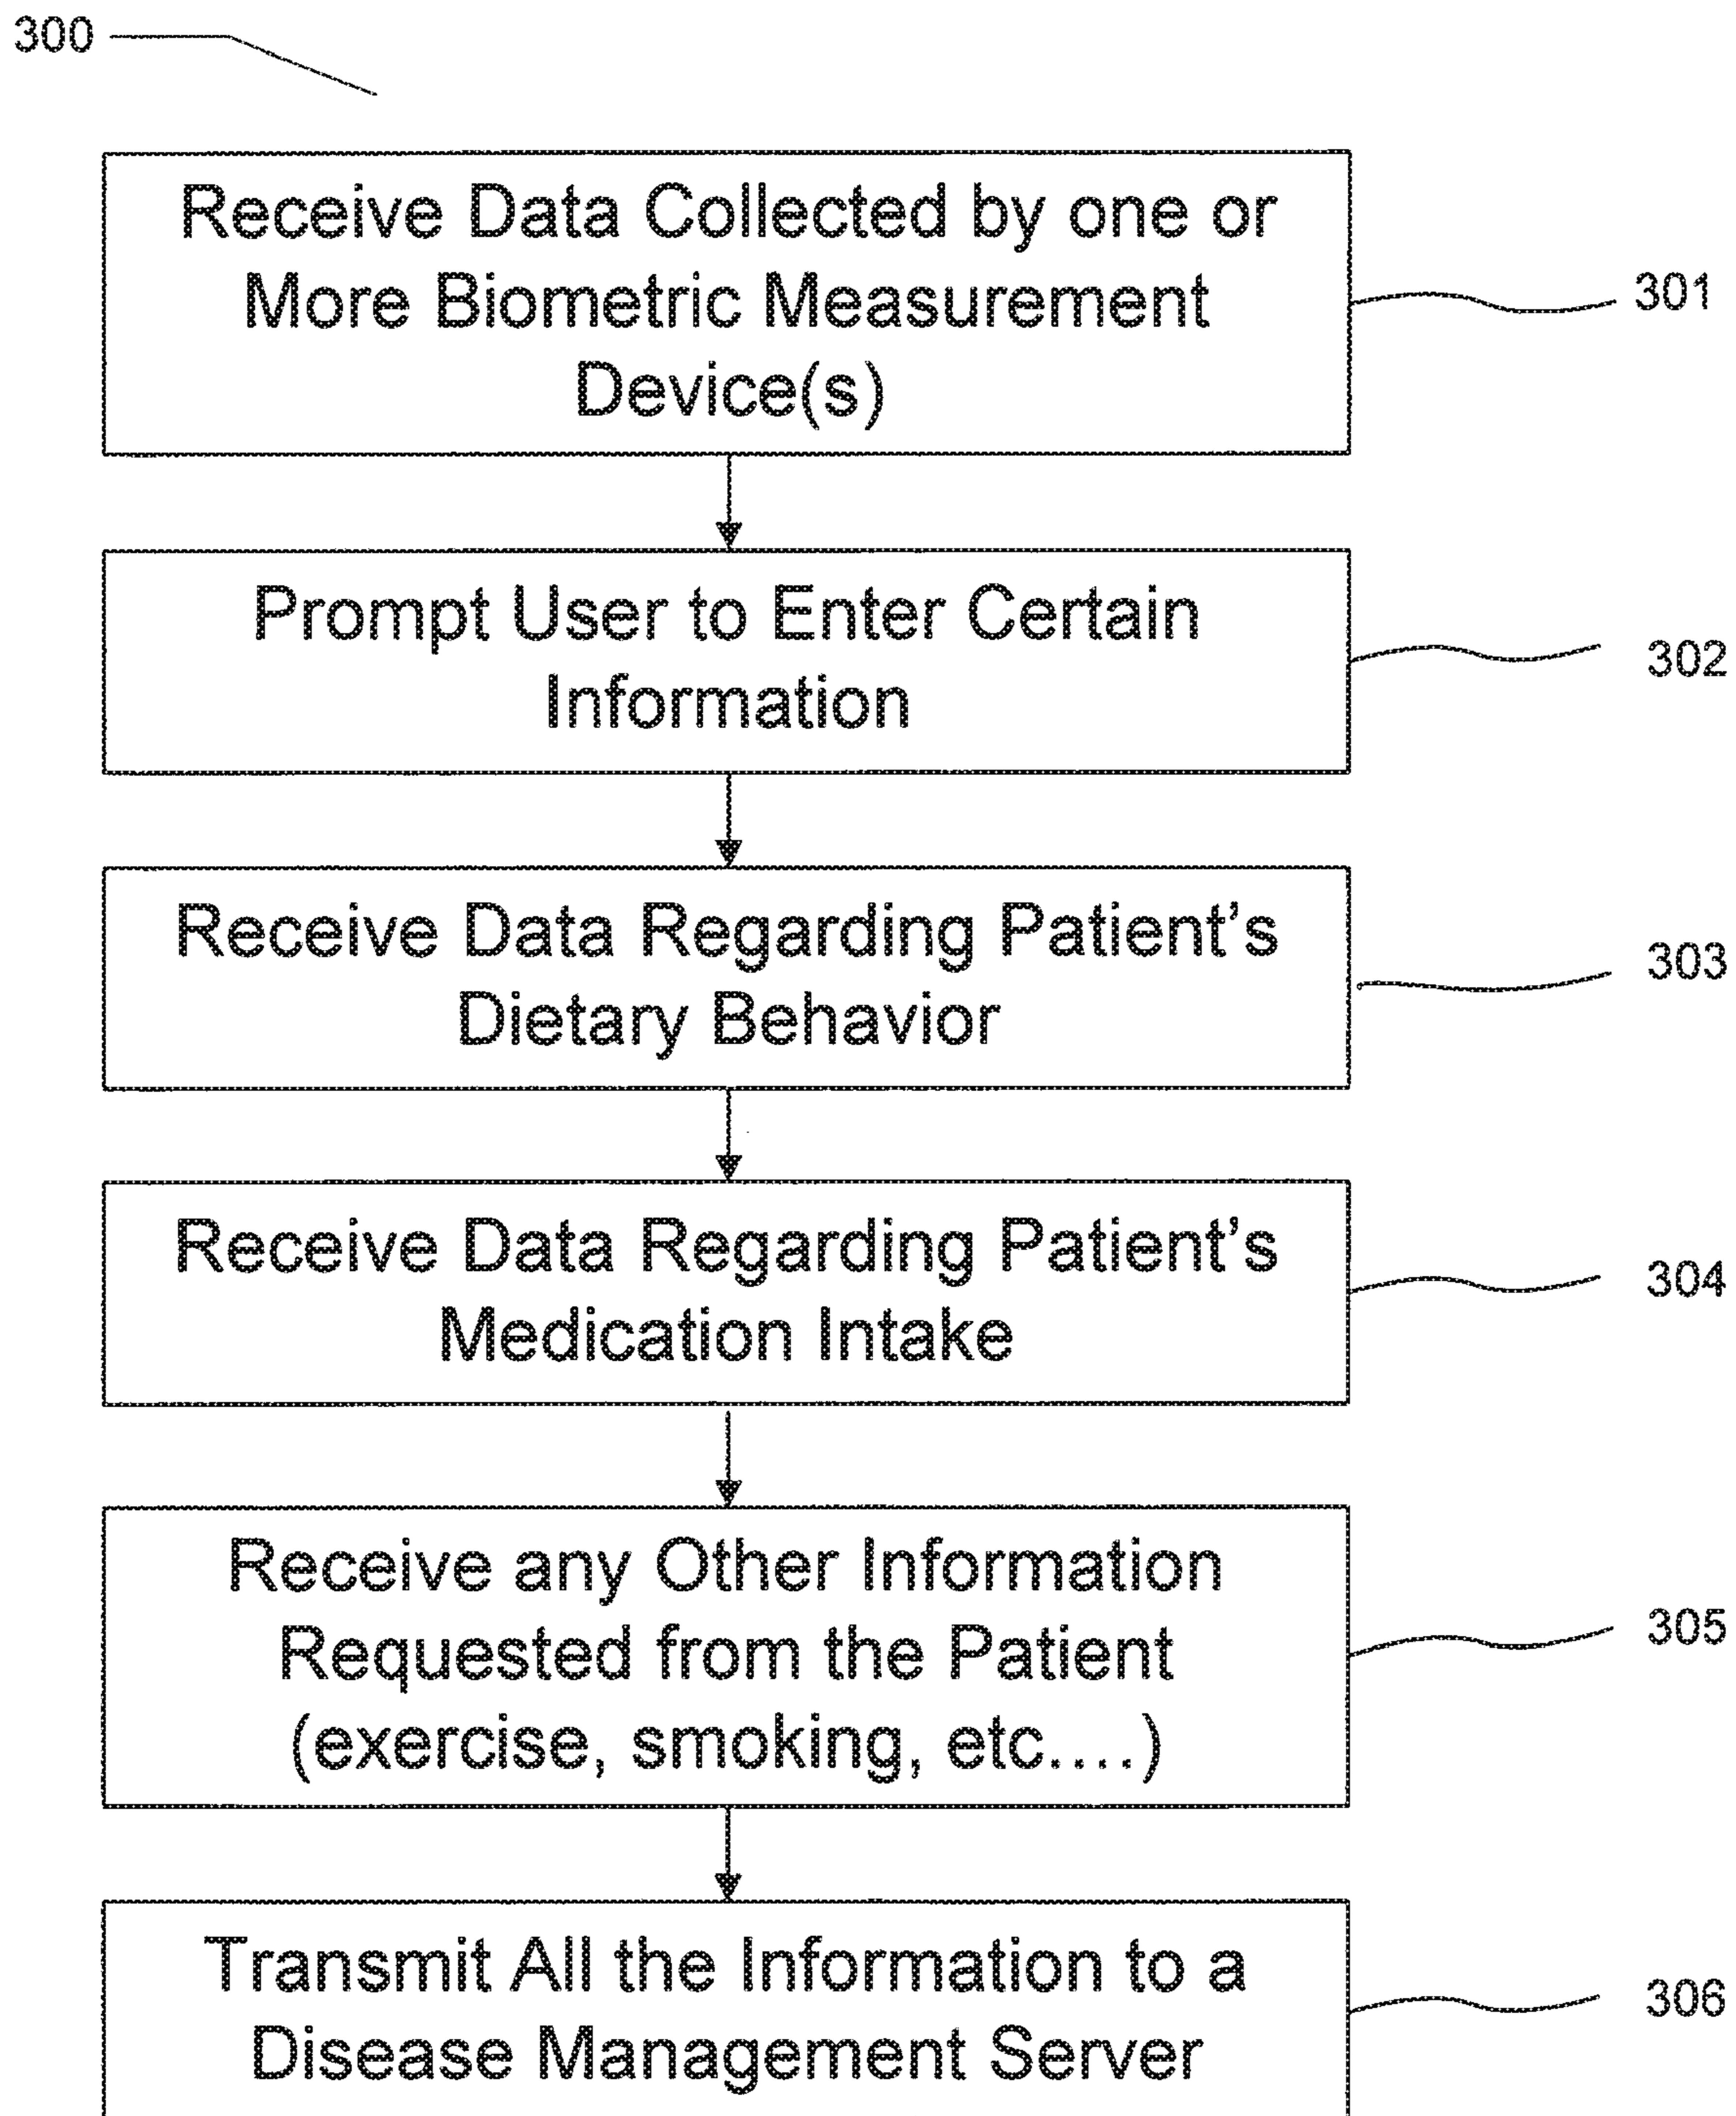 300
Receive Data Collected by one or
More Biometric Measurement
Device(s)
301
Prompt User to Enter Certain
Information
302
Receive Data Regarding Patient's
Dietary Behavior
303
Receive Data Regarding Patient's
Medication Intake
304
Receive any Other Information
Requested from the Patient
(exercise, smoking, etc....)
305
Transmit All the Information to a
Disease Management Server
306